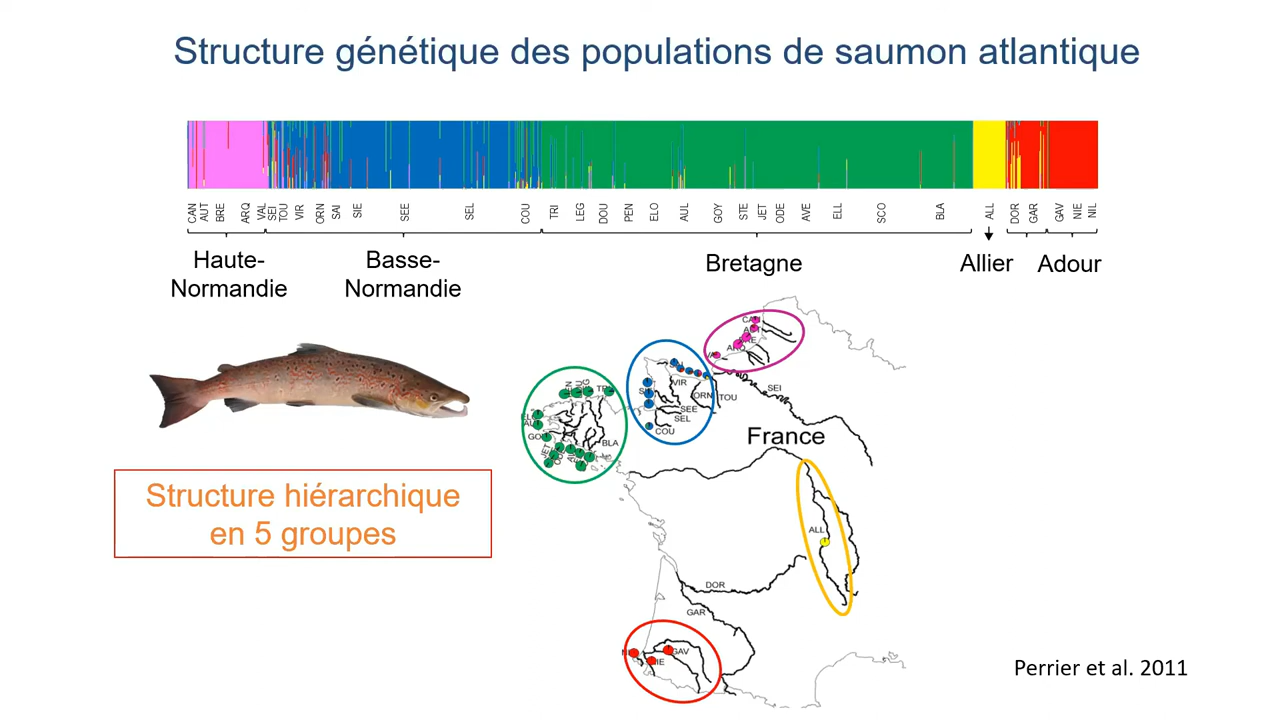 Structure génétique des populations de saumon atlantique
CAN AUT BRE ARQ VAL SEI TOU VIR ORN SAI SIE SEE SEL COU TRI LEG DOU PEN ELO AUL GOY STE JET ODE AVE ELL SCO BLA ALL DOR GAR GAV NIE NIL
Haute-
Normandie
Basse-
Normandie
Bretagne
Allier
Adour
SEI
VIR
ORN
TOU
SEE
SEL
COU
BLA
France
ALL
DOR
GAR
GAV
Structure hiérarchique
en 5 groupes
Perrier et al. 2011